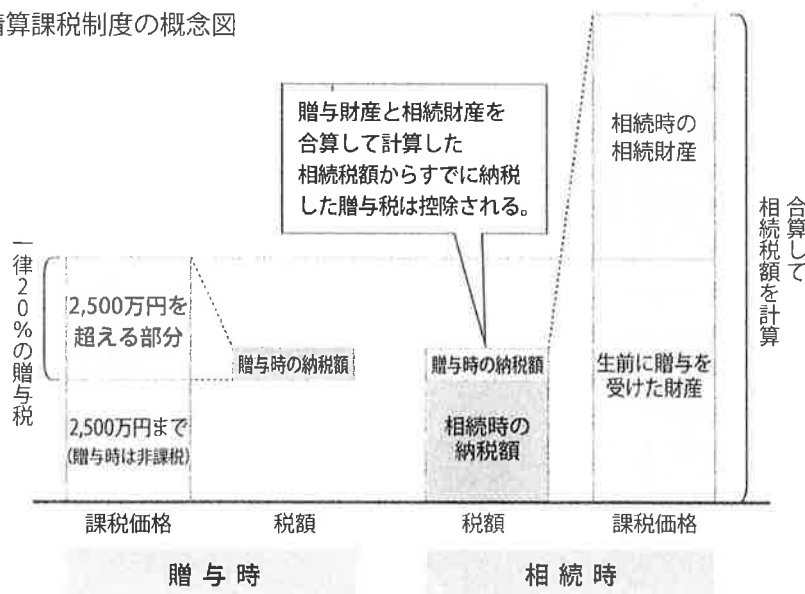 算課税制度の概念図
贈与財産と相続財産を
合算して計算した
相続税額からすでに納税
した贈与税は控除される。
相続時の
相続財産
一律20%の贈与税
2,500万円を
超える部分
贈与時の納税額
贈与時の納税額
生前に贈与を
受けた財産
合算して
相続税額を計算
2,500万円まで
(贈与時は非課税)
相続時の
納税額
課税価格
税額
税額
課税価格
贈与時
相続時